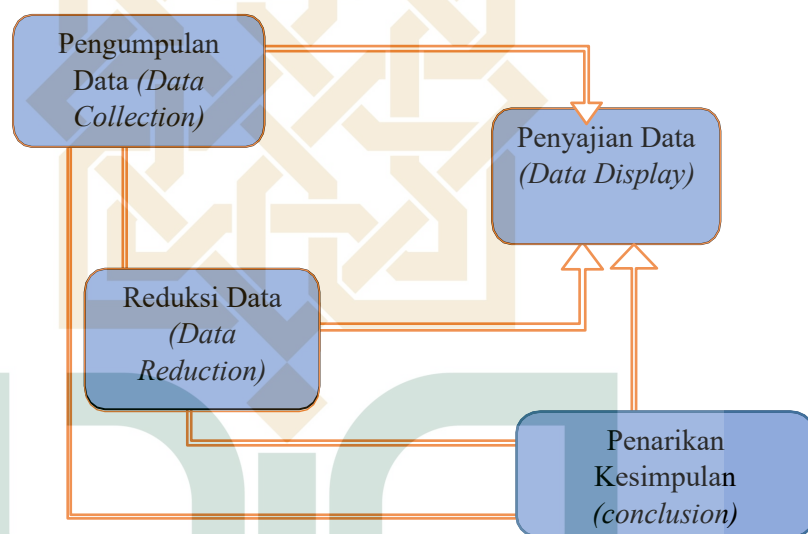 Pengumpulan
Data (Data
Collection)
Penyajian Data
(Data Display)
Reduksi Data
(Data
Reduction)
Penarikan
Kesimpulan
(conclusion)